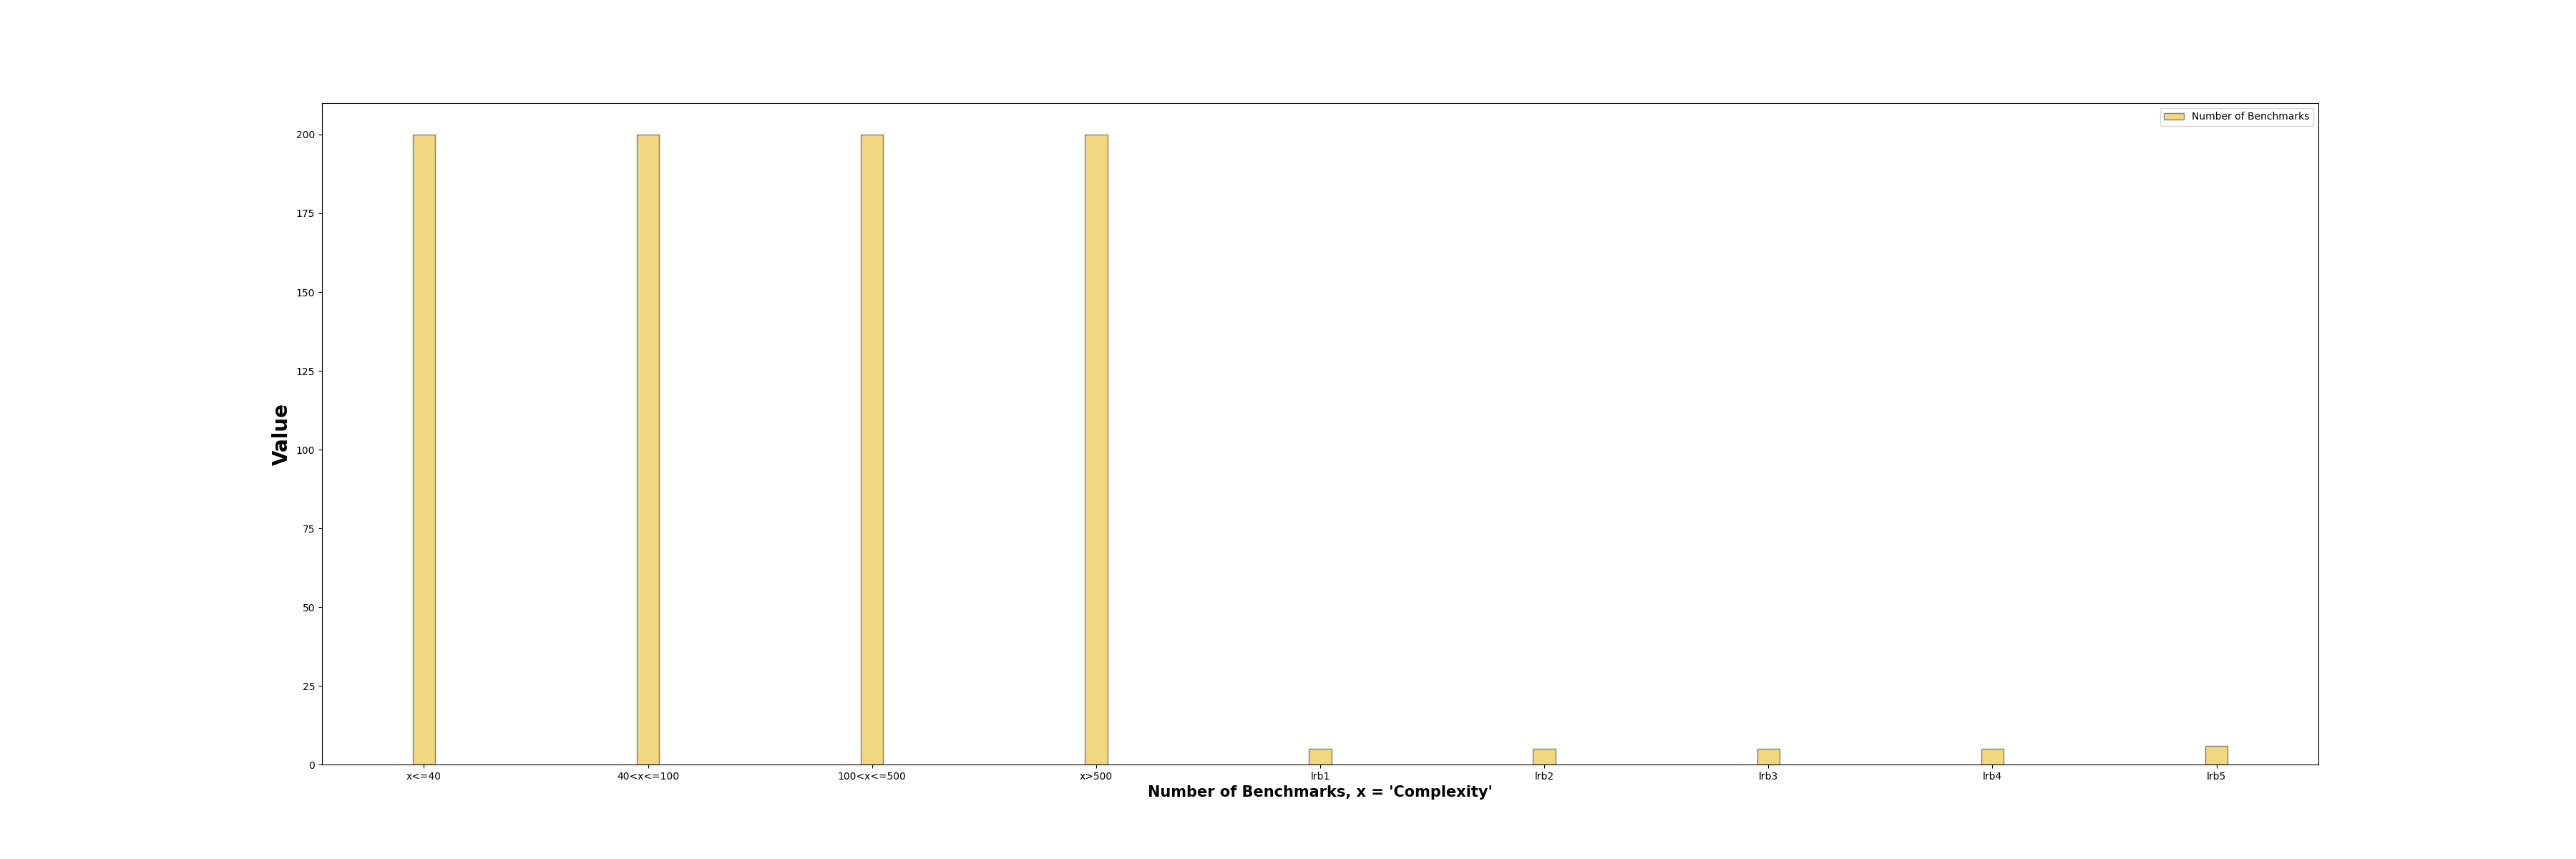 Number of Benchmarks
200
175
150
125
100
75
50
25
0
Value
x<=40 40<x<=100 100<x<=500 x>500 lrb1 lrb2 lrb3 lrb4 lrb5
Number of Benchmarks, x = 'Complexity'